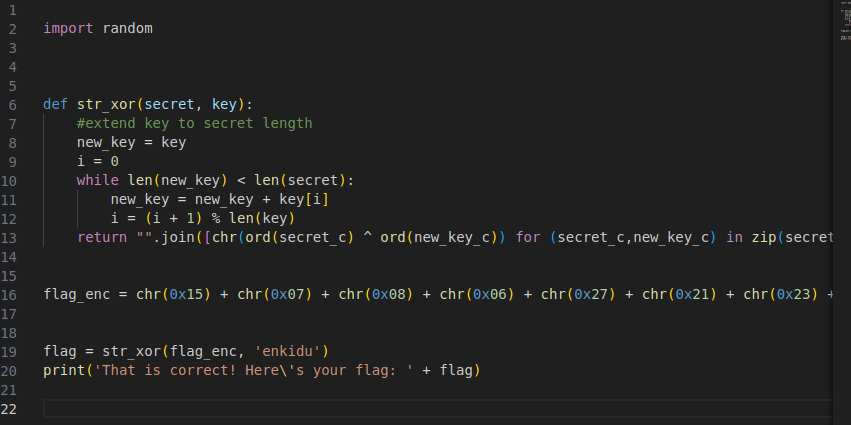 1
2 import random
3
4
5
6 def str_xor(secret, key):
7     #extend key to secret length
8     new_key = key
9     i = 0
10     while len(new_key) < len(secret):
11         new_key = new_key + key[i]
12         i = (i + 1) % len(key)
13     return "".join([chr(ord(secret_c) ^ ord(new_key_c)) for (secret_c,new_key_c) in zip(secret
14
15
16 flag_enc = chr(0x15) + chr(0x07) + chr(0x08) + chr(0x06) + chr(0x27) + chr(0x21) + chr(0x23) +
17
18
19 flag = str_xor(flag_enc, 'enkidu')
20 print('That is correct! Here\'s your flag: ' + flag)
21
22